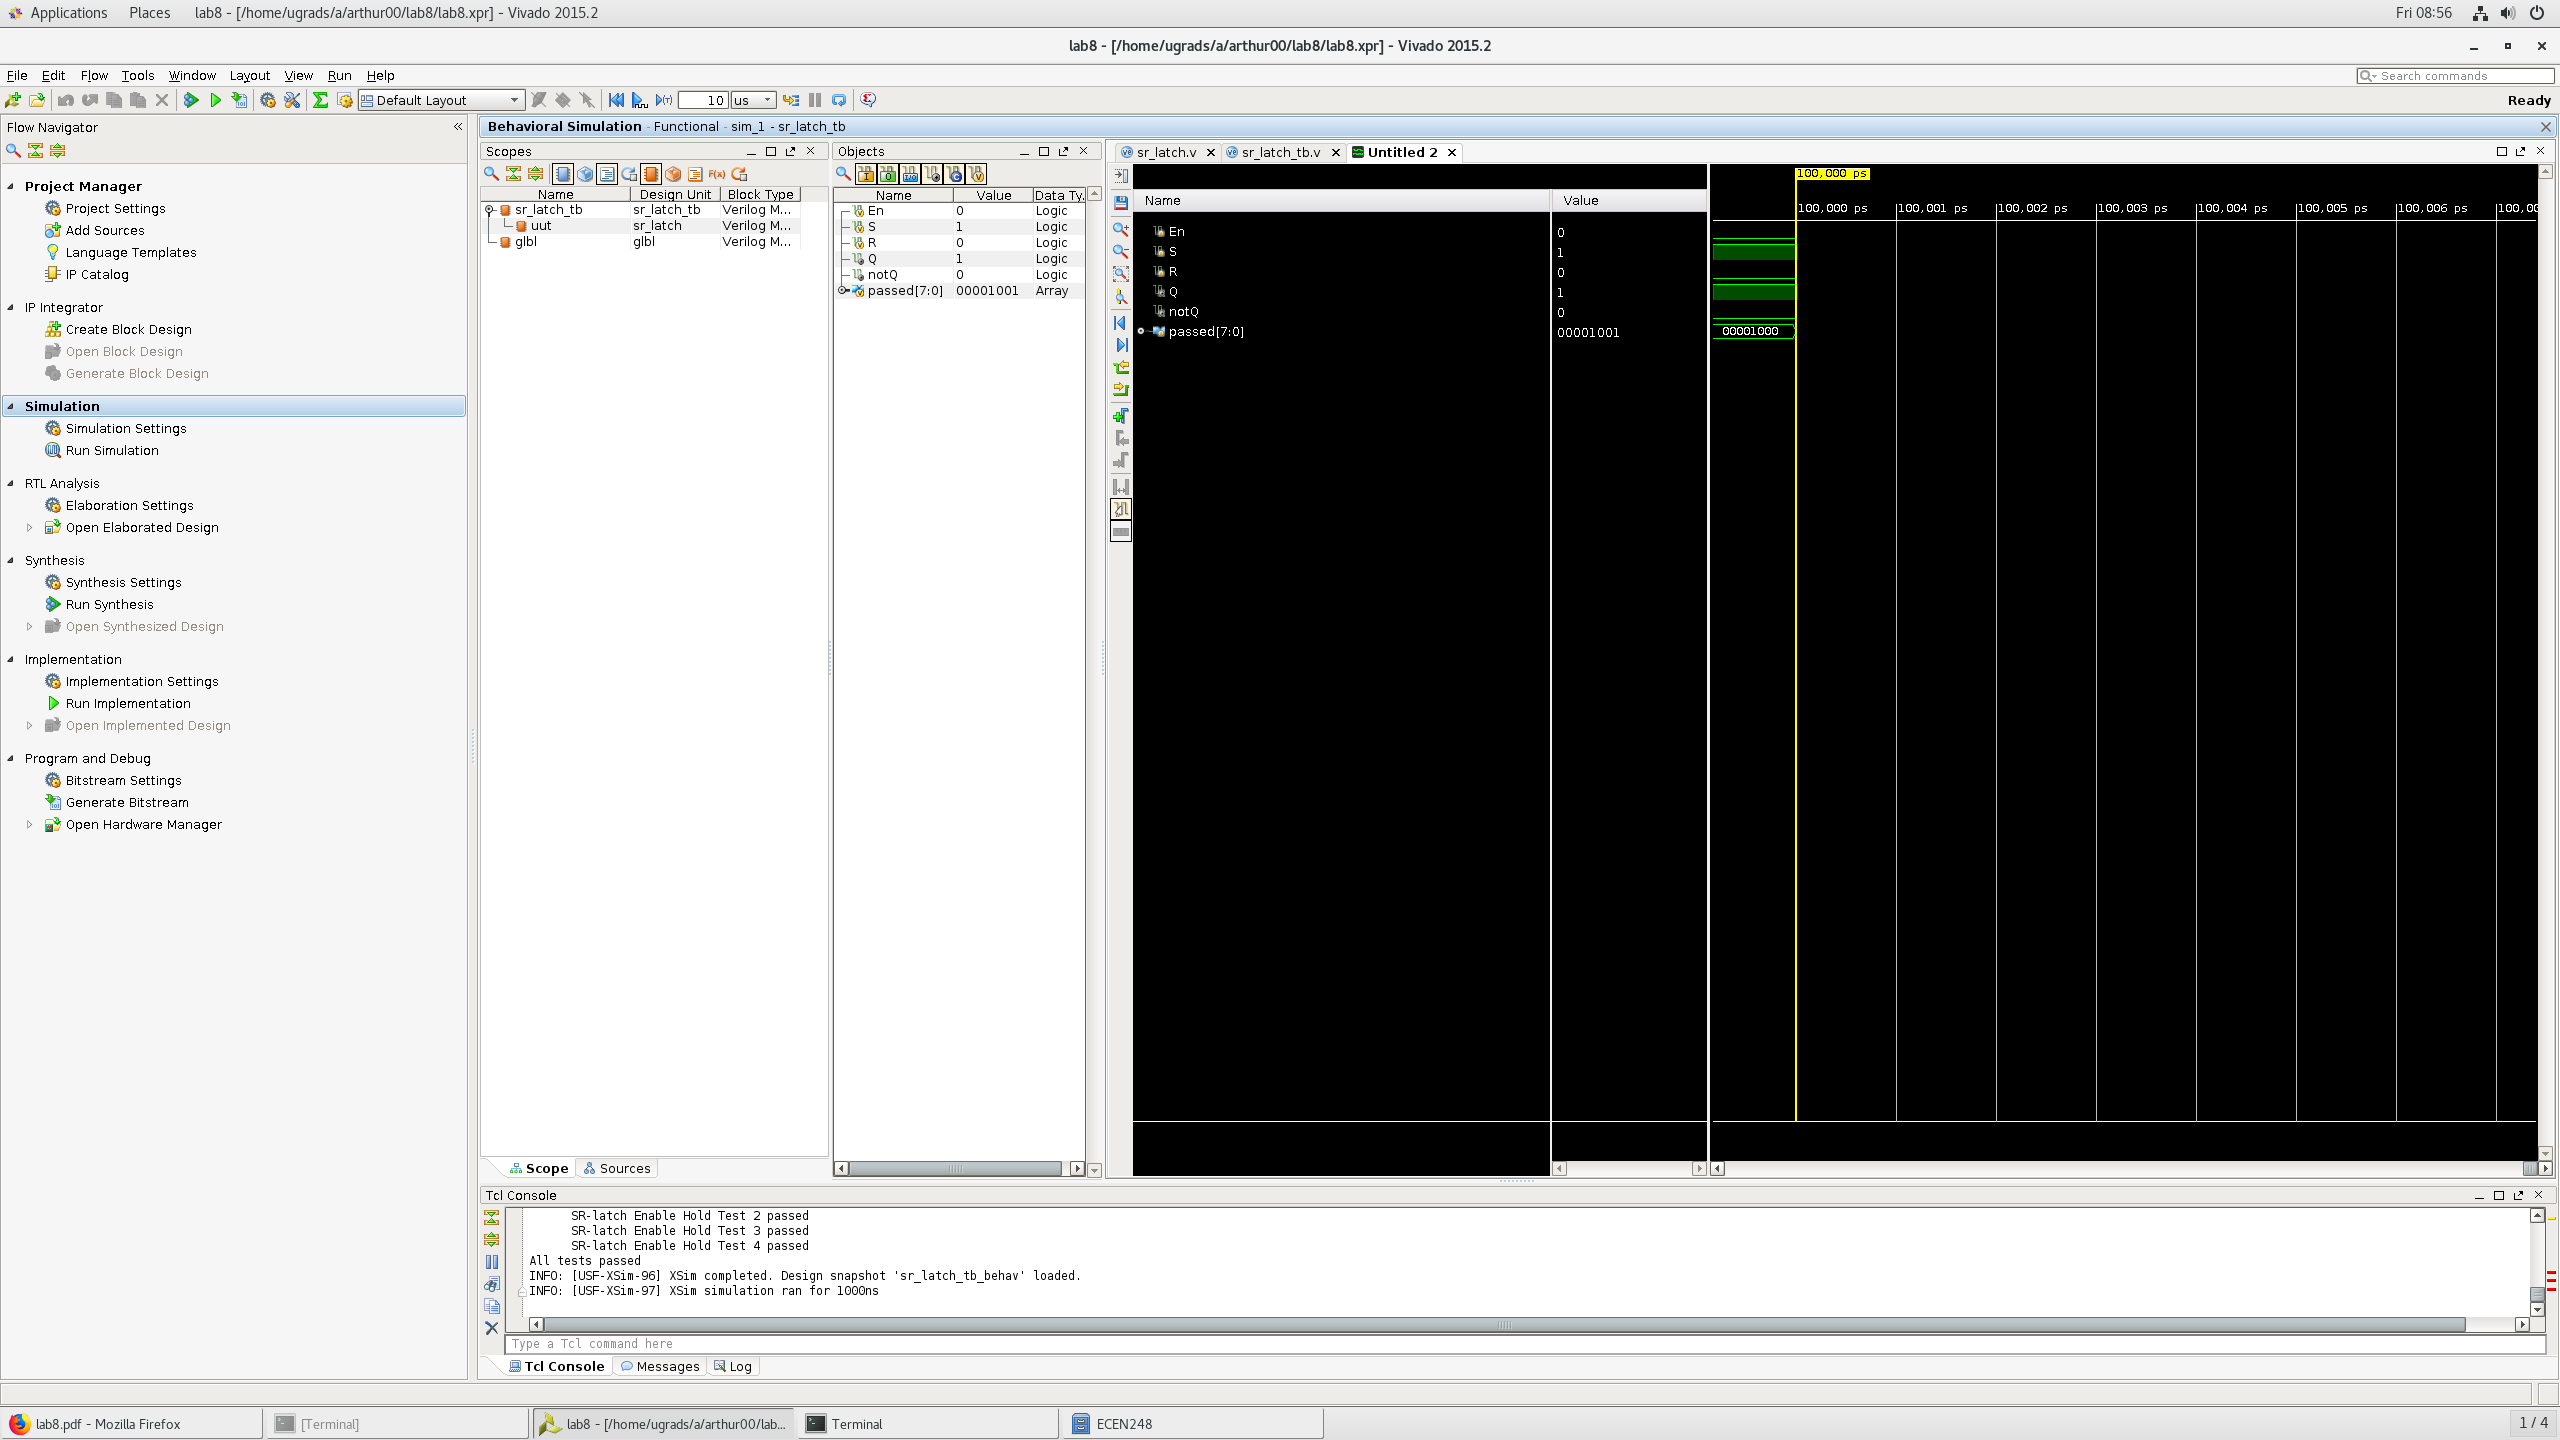 Applications Places lab8 - [/home/ugrads/a/arthur00/lab8/lab8.xpr] - Vivado 2015.2 Fri 08:56
lab8 - [/home/ugrads/a/arthur00/lab8/lab8.xpr] - Vivado 2015.2
File Edit Flow Tools Window Layout View Run Help Search commands
Default Layout 10 us Ready
Flow Navigator
Project Manager
Project Settings
Add Sources
Language Templates
IP Catalog
IP Integrator
Create Block Design
Open Block Design
Generate Block Design
Simulation
Simulation Settings
Run Simulation
RTL Analysis
Elaboration Settings
Open Elaborated Design
Synthesis
Synthesis Settings
Run Synthesis
Open Synthesized Design
Implementation
Implementation Settings
Run Implementation
Open Implemented Design
Program and Debug
Bitstream Settings
Generate Bitstream
Open Hardware Manager
Behavioral Simulation - Functional - sim_1 - sr_latch_tb
Scopes
Name Design Unit Block Type
sr_latch_tb sr_latch_tb Verilog M...
uut sr_latch Verilog M...
glbl glbl Verilog M...
Scope Sources
Objects
Name Value Data Ty.
En 0 Logic
S 1 Logic
R 0 Logic
Q 1 Logic
notQ 0 Logic
passed[7:0] 00001001 Array
sr_latch.v sr_latch_tb.v Untitled 2
100,000 ps
Name Value
100,000 ps 100,001 ps 100,002 ps 100,003 ps 100,004 ps 100,005 ps 100,006 ps 100,00
En 0
S 1
R 0
Q 1
notQ 0
passed[7:0] 00001001 00001000
Tcl Console
SR-latch Enable Hold Test 2 passed
SR-latch Enable Hold Test 3 passed
SR-latch Enable Hold Test 4 passed
All tests passed
INFO: [USF-XSim-96] XSim completed. Design snapshot 'sr_latch_tb_behav' loaded.
INFO: [USF-XSim-97] XSim simulation ran for 1000ns
Type a Tcl command here
Tcl Console Messages Log
lab8.pdf - Mozilla Firefox [Terminal] lab8 - [/home/ugrads/a/arthur00/lab... Terminal ECEN248 1 / 4